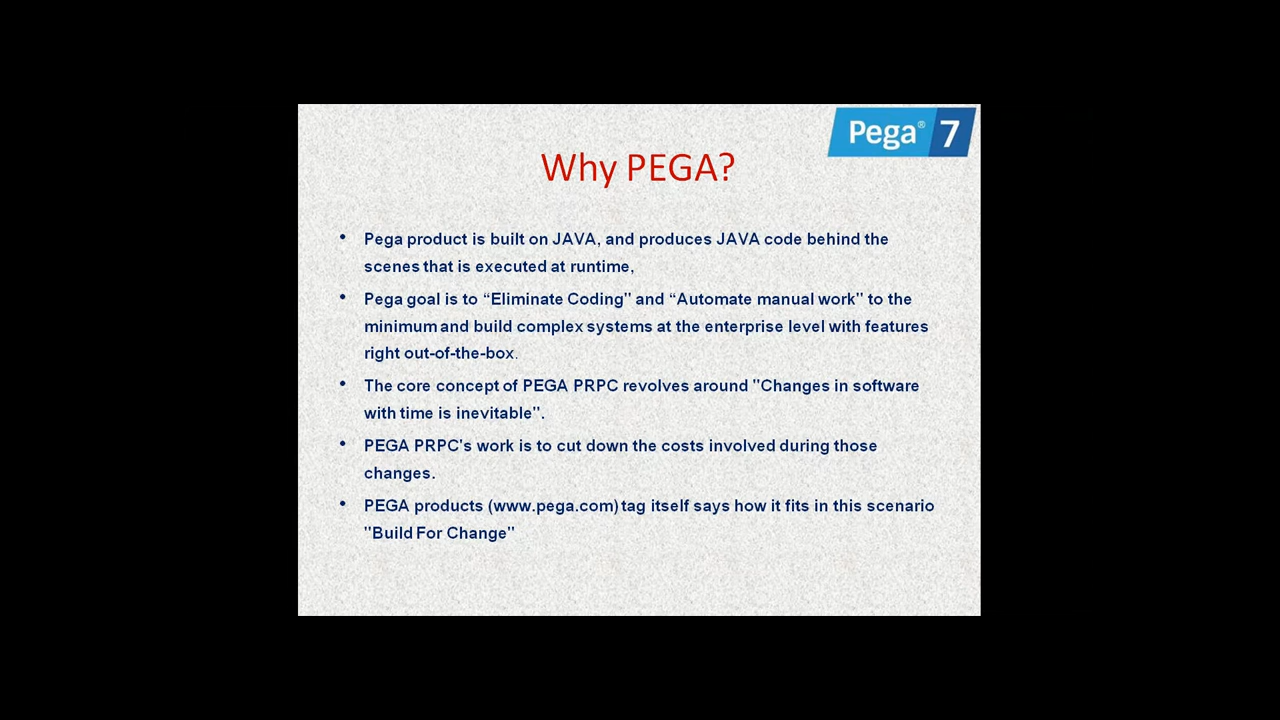 Pega® 7
Why PEGA?
• Pega product is built on JAVA, and produces JAVA code behind the
scenes that is executed at runtime,
• Pega goal is to “Eliminate Coding" and “Automate manual work" to the
minimum and build complex systems at the enterprise level with features
right out-of-the-box.
• The core concept of PEGA PRPC revolves around "Changes in software
with time is inevitable".
• PEGA PRPC's work is to cut down the costs involved during those
changes.
• PEGA products (www.pega.com) tag itself says how it fits in this scenario
"Build For Change"